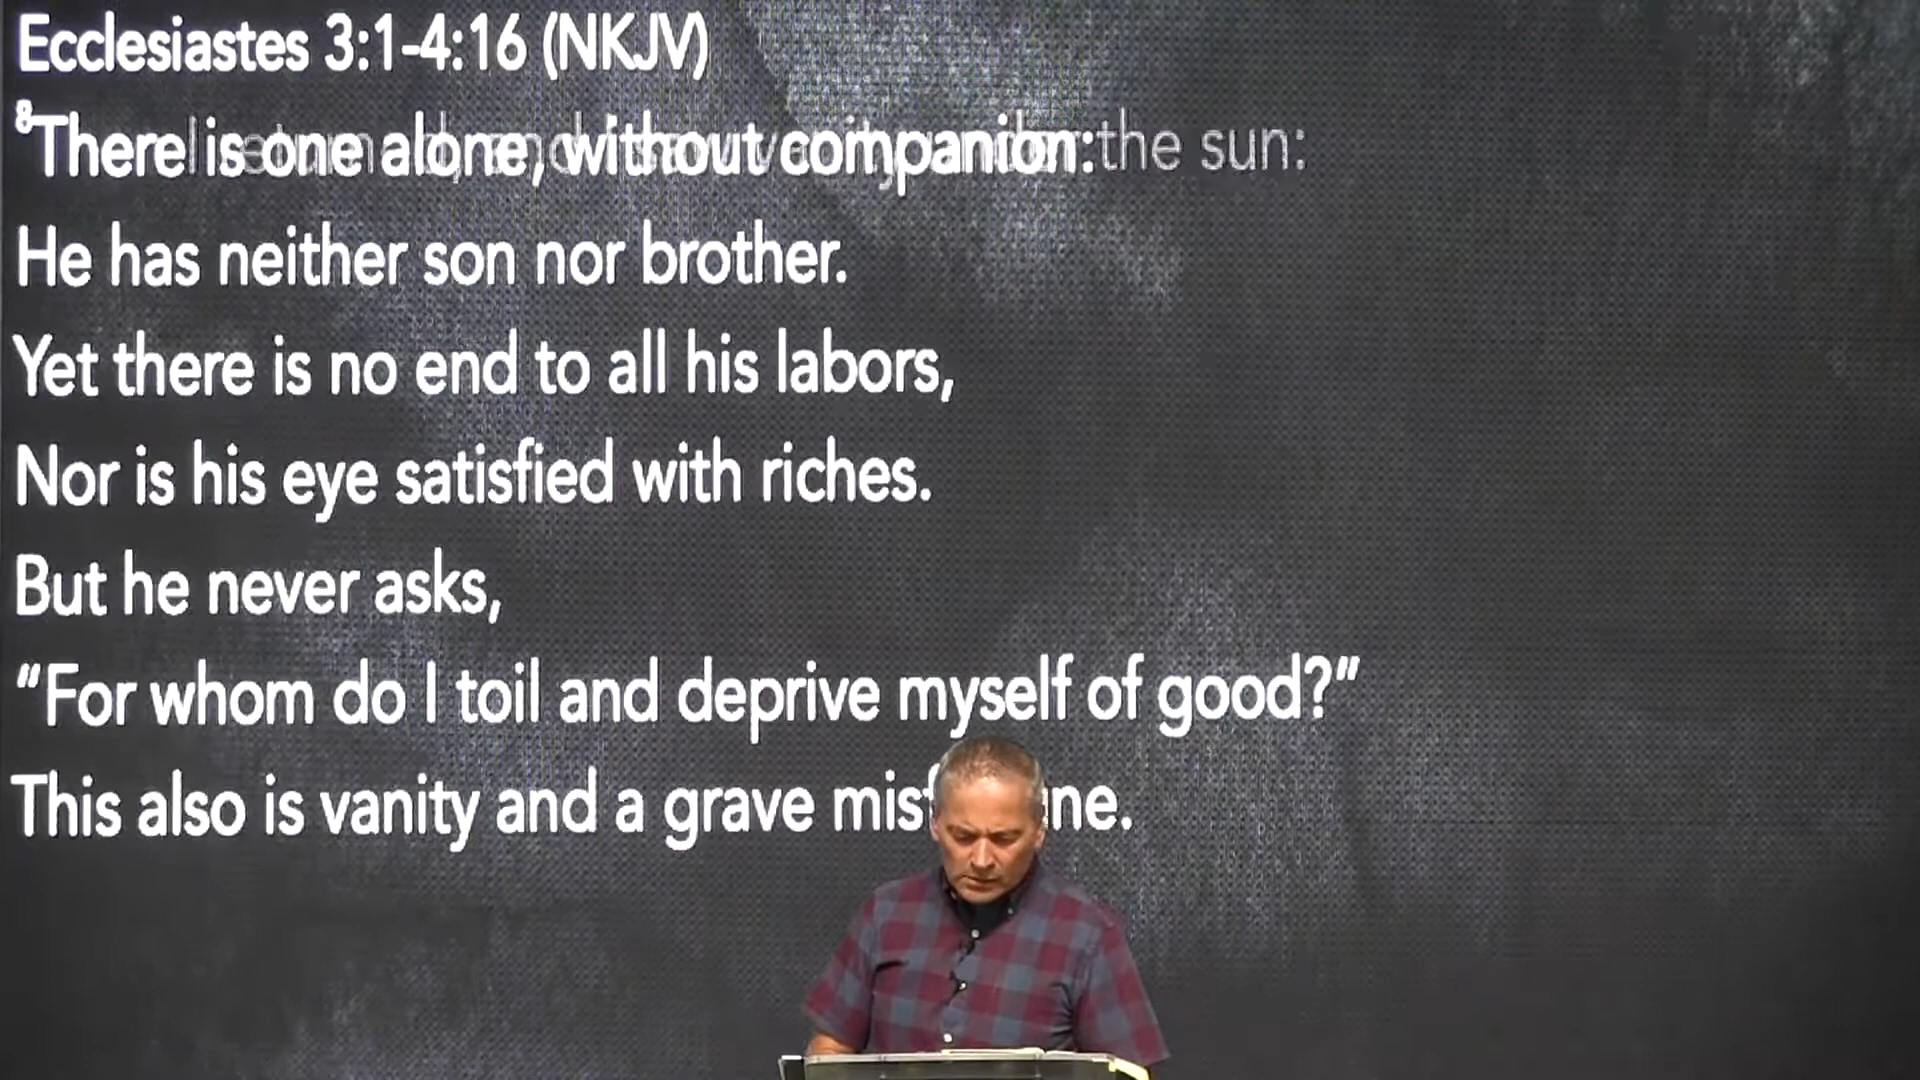 Ecclesiastes 3:1-4:16 (NKJV)
8There is one alone, without companion:
the sun:
He has neither son nor brother.
Yet there is no end to all his labors,
Nor is his eye satisfied with riches.
But he never asks,
“For whom do I toil and deprive myself of good?”
This also is vanity and a grave